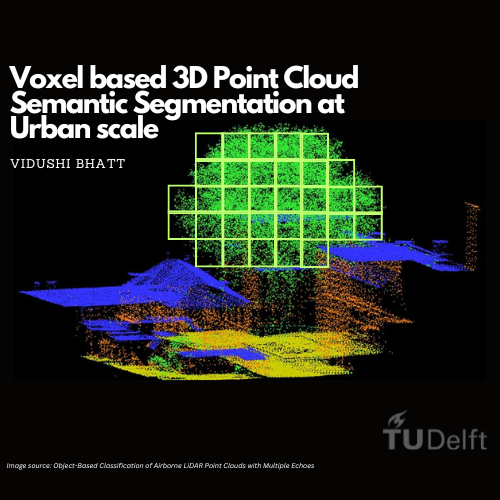 Voxel based 3D Point Cloud
Semantic Segmentation at
Urban scale
VIDUSHI BHATT
TUDelft
Image source: Object-Based Classification of Airborne LiDAR Point Clouds with Multiple Echoes